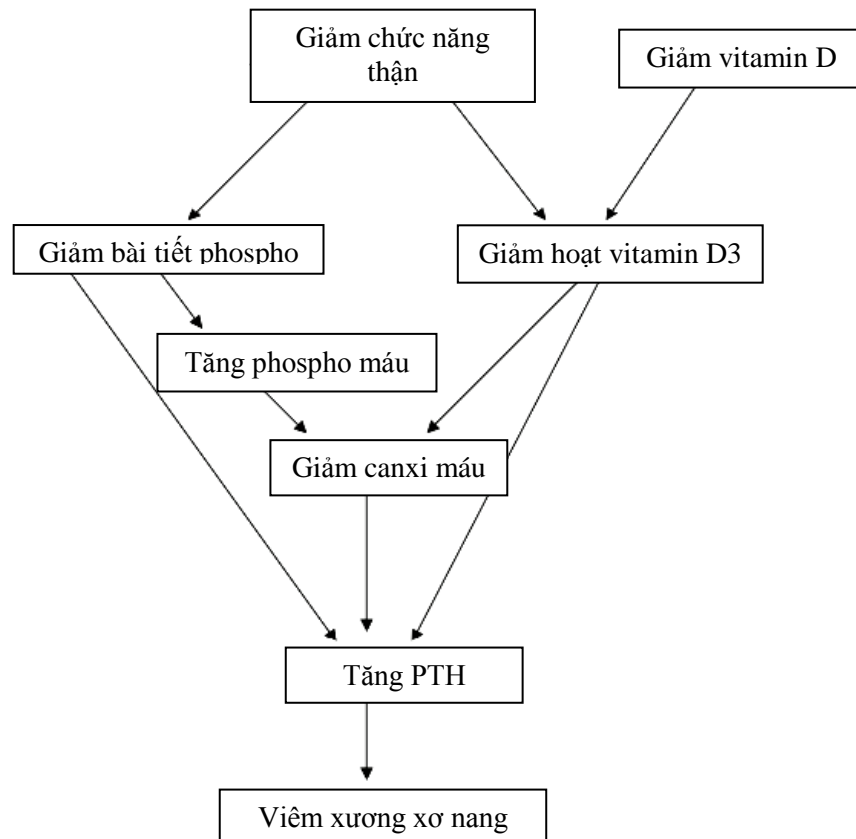 Giảm chức năng
thận
Giảm vitamin D
Giảm bài tiết phospho
Giảm hoạt vitamin D3
Tăng phospho máu
Giảm canxi máu
Tăng PTH
Viêm xương xơ nang